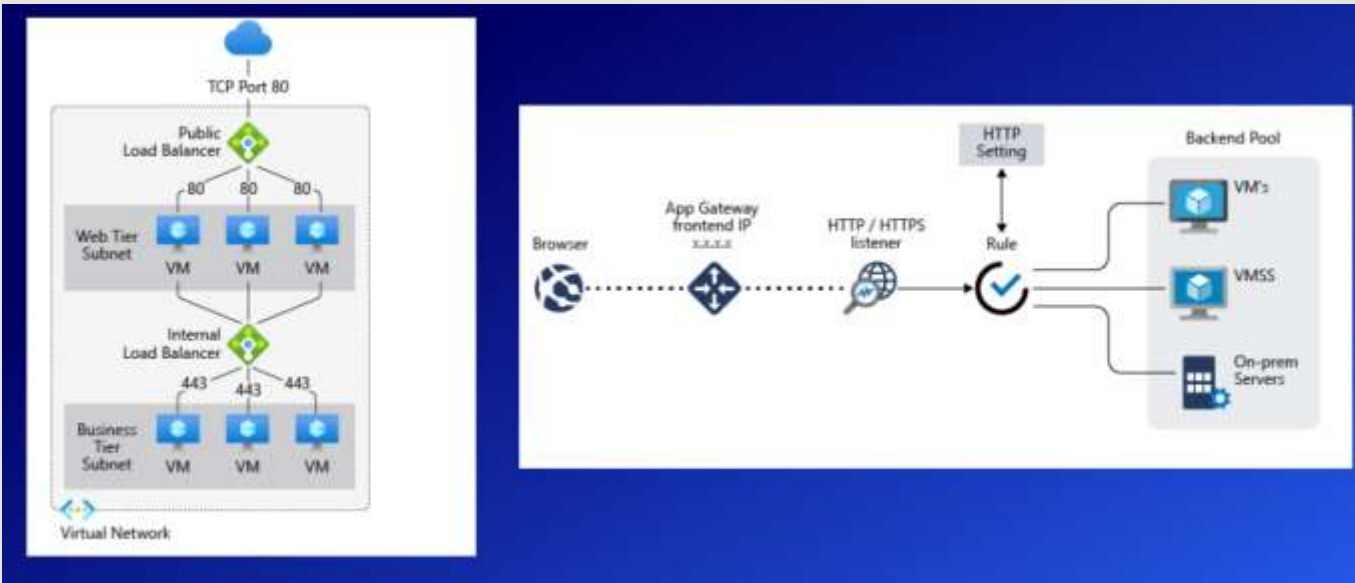 TCP Port 80
Public
Load Balancer
80
80
80
Web Tier
Subnet
VM
VM
VM
Internal
Load Balancer
443
443
443
Business
Tier
Subnet
VM
VM
VM
Virtual Network
Browser
App Gateway
frontend IP
x.x.x.x
HTTP / HTTPS
listener
HTTP
Setting
Rule
Backend Pool
VM's
VMSS
On-prem
Servers